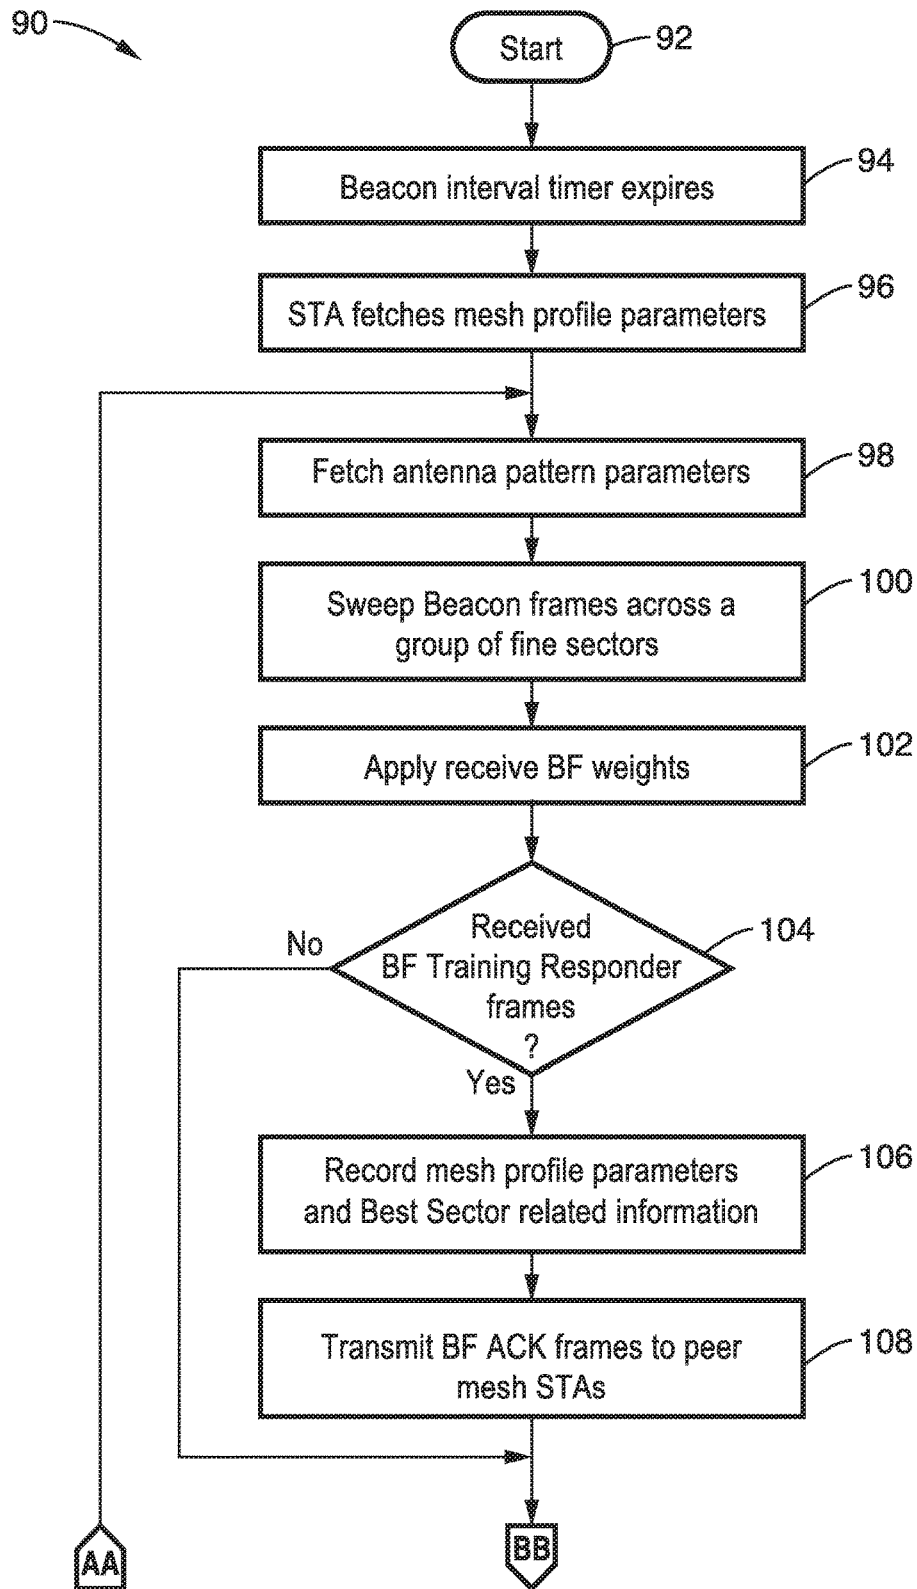 90
Start
92
Beacon interval timer expires
94
STA fetches mesh profile parameters
96
Fetch antenna pattern parameters
98
Sweep Beacon frames across a
group of fine sectors
100
Apply receive BF weights
102
Received
BF Training Responder
frames
?
104
No
Yes
Record mesh profile parameters
and Best Sector related information
106
Transmit BF ACK frames to peer
mesh STAs
108
AA
BB